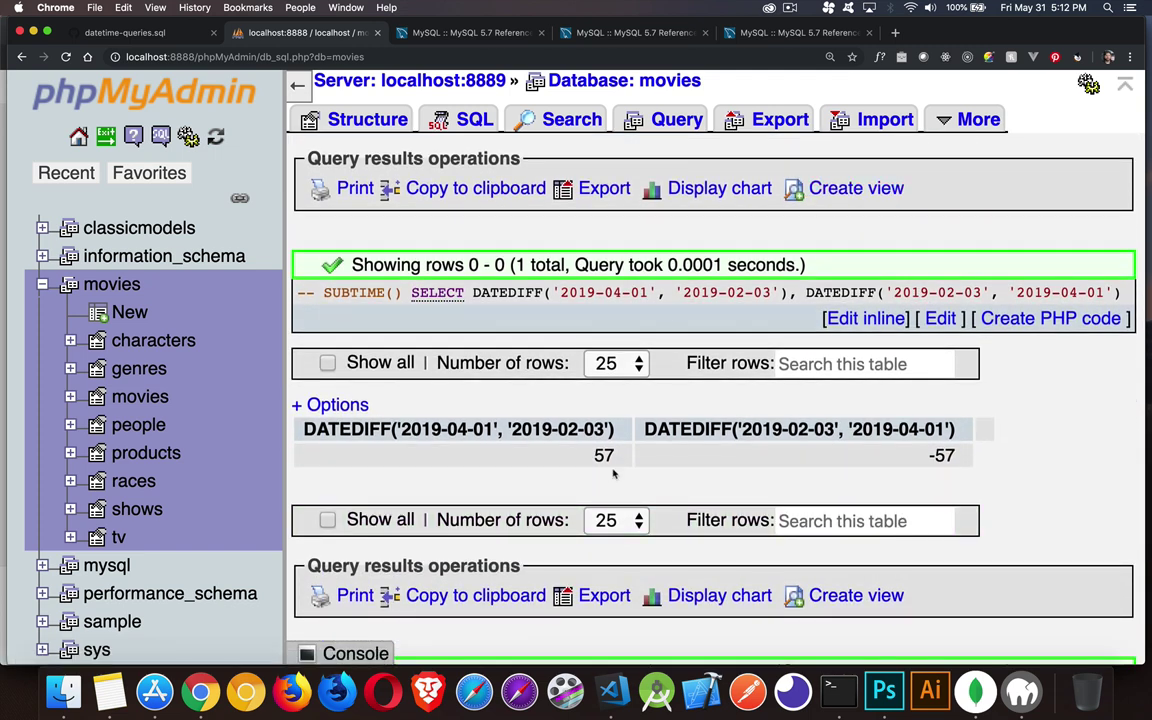 Chrome File Edit View History Bookmarks People Window Help 100% Fri May 31 5:12 PM
datetime-queries.sql × localhost:8888 / localhost / mo × MySQL :: MySQL 5.7 Referenc × MySQL :: MySQL 5.7 Referenc × MySQL :: MySQL 5.7 Referenc × +
localhost:8888/phpMyAdmin/db_sql.php?db=movies
phpMyAdmin
Recent Favorites
classicmodels
information_schema
movies
New
characters
genres
movies
people
products
races
shows
tv
mysql
performance_schema
sample
sys
Server: localhost:8889 » Database: movies
Structure SQL Search Query Export Import More
Query results operations
Print Copy to clipboard Export Display chart Create view
Showing rows 0 - 0 (1 total, Query took 0.0001 seconds.)
-- SUBTIME() SELECT DATEDIFF('2019-04-01', '2019-02-03'), DATEDIFF('2019-02-03', '2019-04-01')
[Edit inline] [ Edit ] [ Create PHP code ]
Show all | Number of rows: 25 Filter rows: Search this table
+ Options
DATEDIFF('2019-04-01', '2019-02-03') DATEDIFF('2019-02-03', '2019-04-01')
57 -57
Show all | Number of rows: 25 Filter rows: Search this table
Query results operations
Print Copy to clipboard Export Display chart Create view
Console
Ps Ai